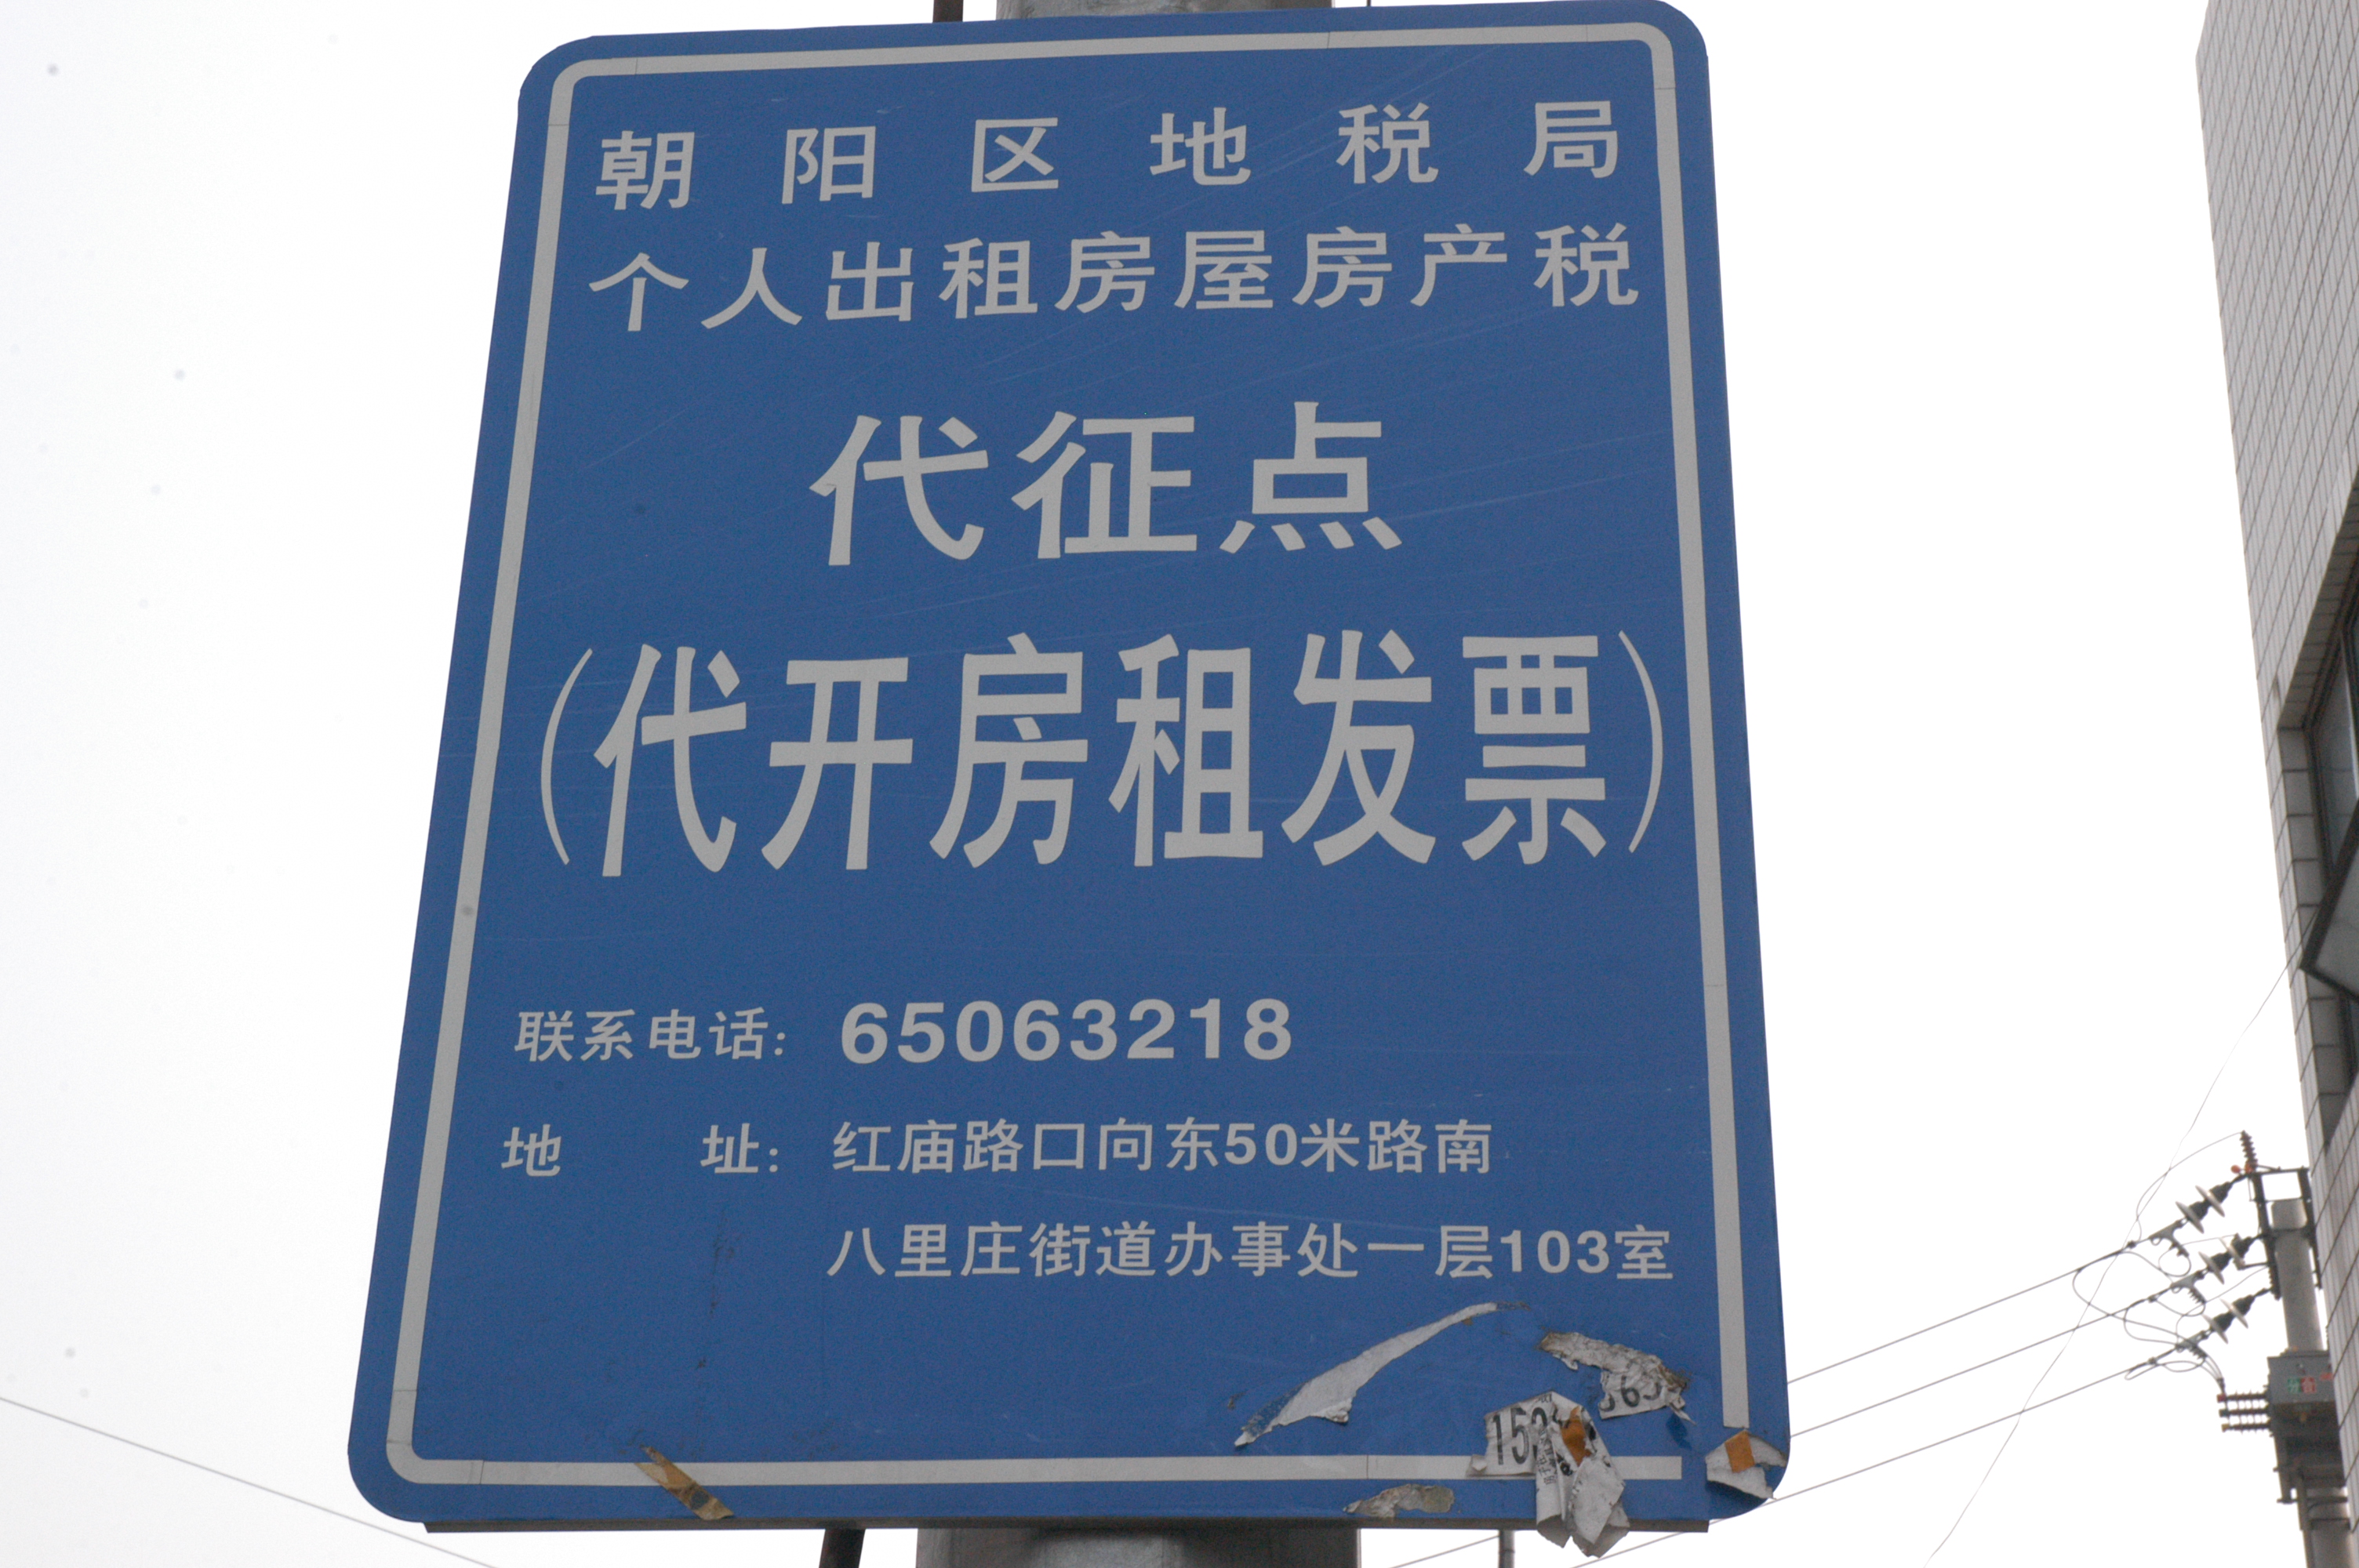 朝阳区地税局
个人出租房屋房产税
代征点
(代开房租发票)
联系电话: 65063218
地 址: 红庙路口向东50米路南
八里庄街道办事处一层103室